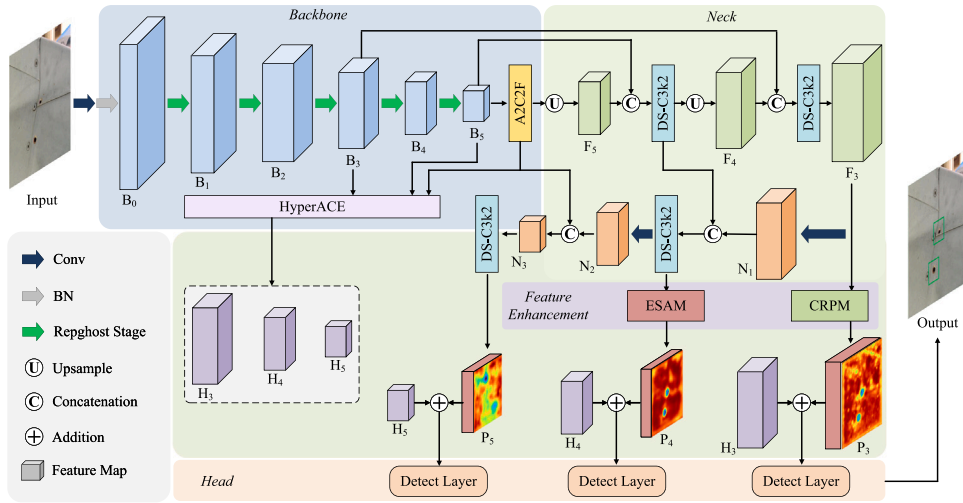 Backbone
Neck
Input
B0
B1
B2
B3
B4
B5
A2C2F
U
F5
C
DS-C3k2
U
F4
C
DS-C3k2
F3
HyperACE
DS-C3k2
N3
C
N2
DS-C3k2
C
N1
Feature
Enhancement
ESAM
CRPM
Output
Conv
BN
Repghost Stage
U Upsample
C Concatenation
Addition
Feature Map
H3
H4
H5
H5
P5
H4
P4
H3
P3
Head
Detect Layer
Detect Layer
Detect Layer